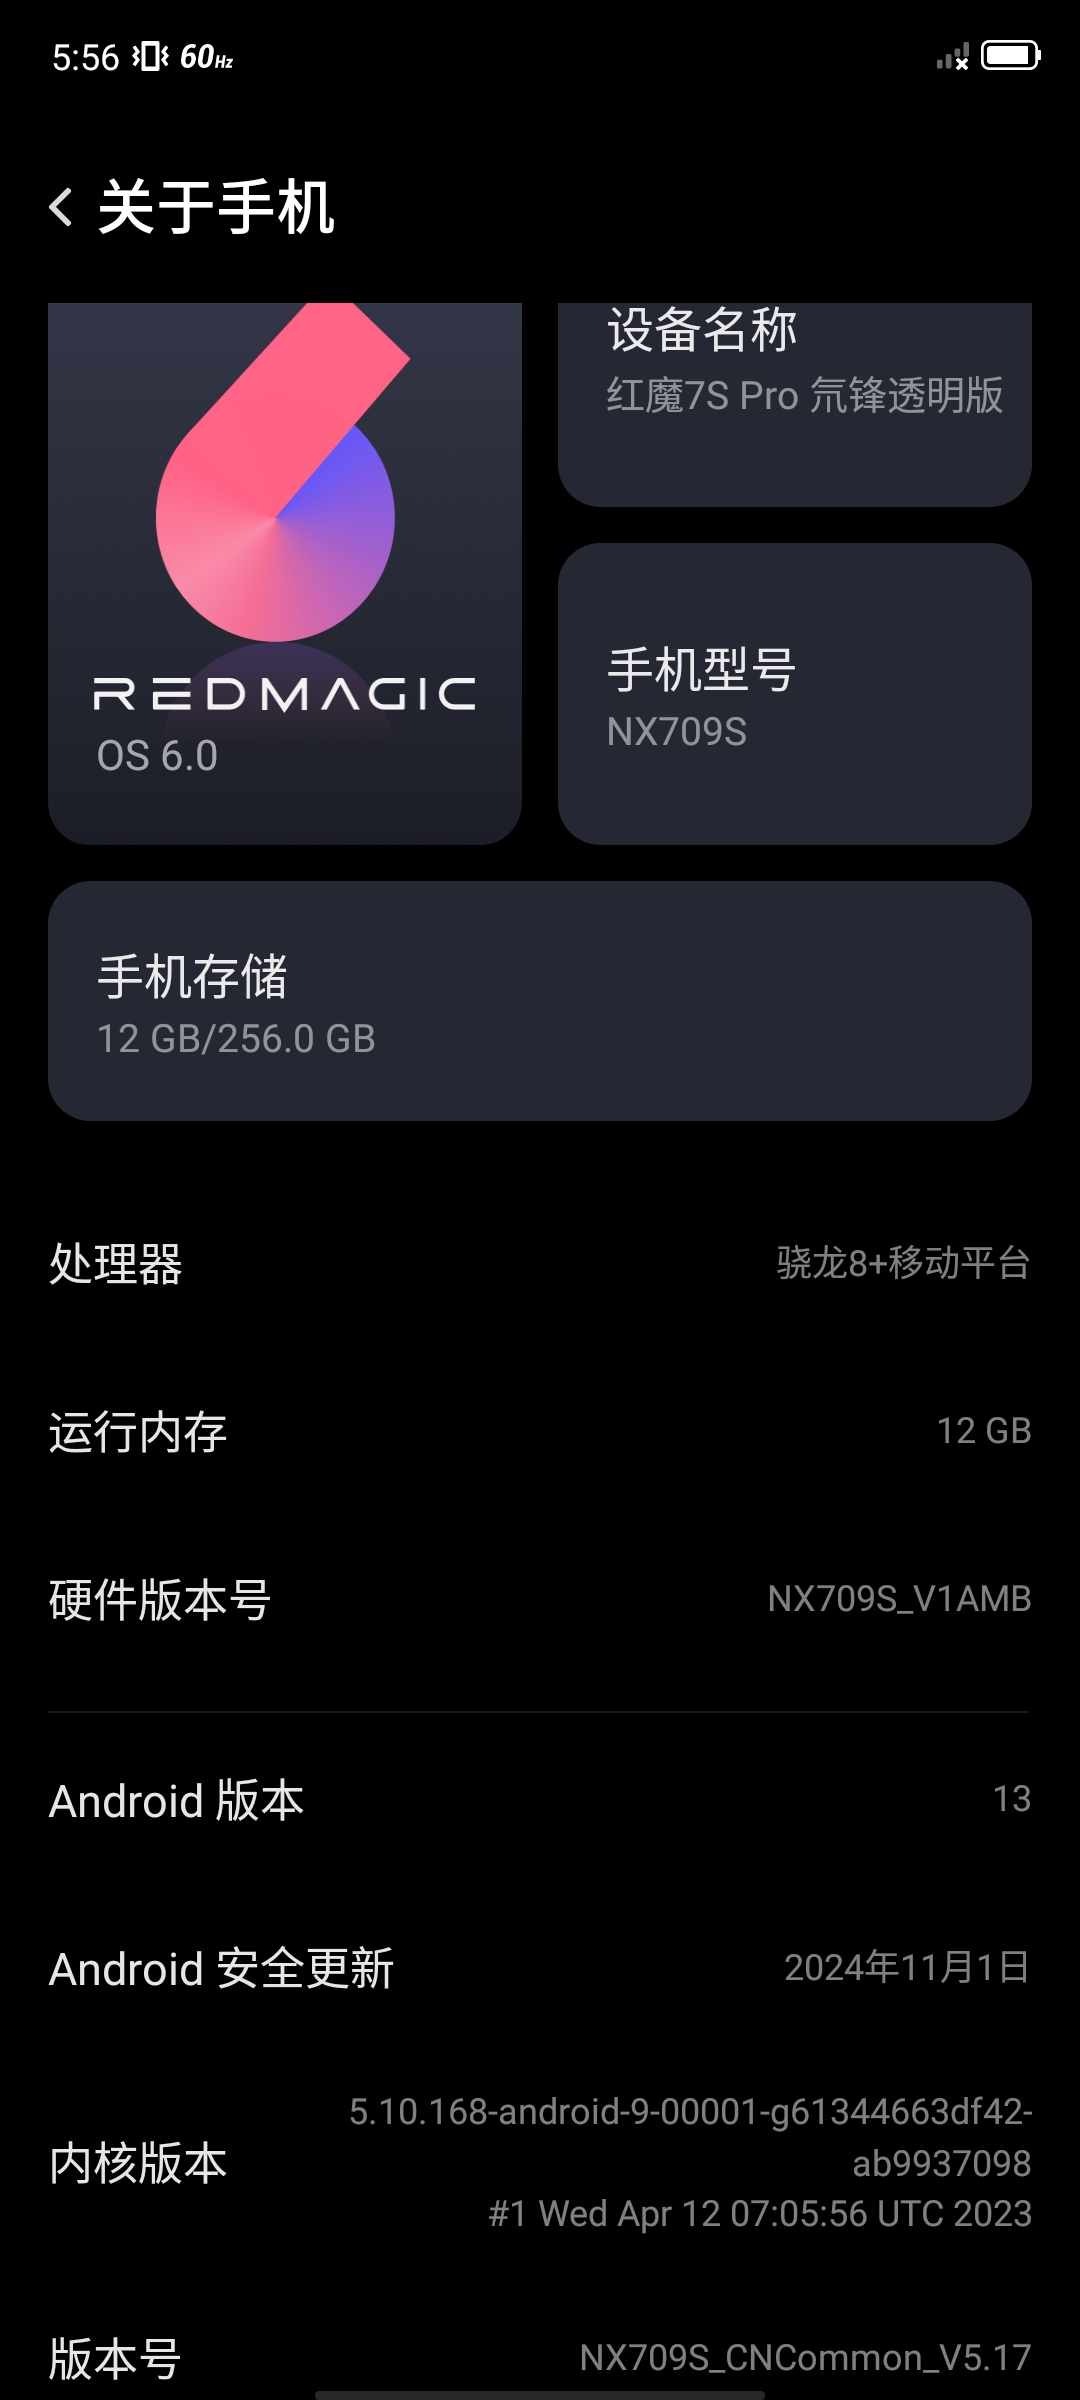 5:56 60Hz
关于手机
设备名称
红魔7S Pro 氘锋透明版
REDMAGIC
OS 6.0
手机型号
NX709S
手机存储
12 GB/256.0 GB
处理器 骁龙8+移动平台
运行内存 12 GB
硬件版本号 NX709S_V1AMB
Android 版本 13
Android 安全更新 2024年11月1日
内核版本 5.10.168-android-9-00001-g61344663df42-
ab9937098
#1 Wed Apr 12 07:05:56 UTC 2023
版本号 NX709S_CNCommon_V5.17